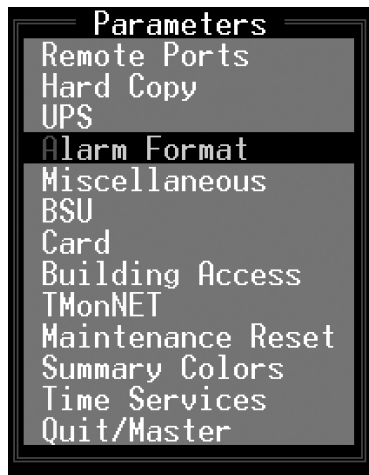 Parameters
Remote Ports
Hard Copy
UPS
Alarm Format
Miscellaneous
BSU
Card
Building Access
TMonNET
Maintenance Reset
Summary Colors
Time Services
Quit/Master